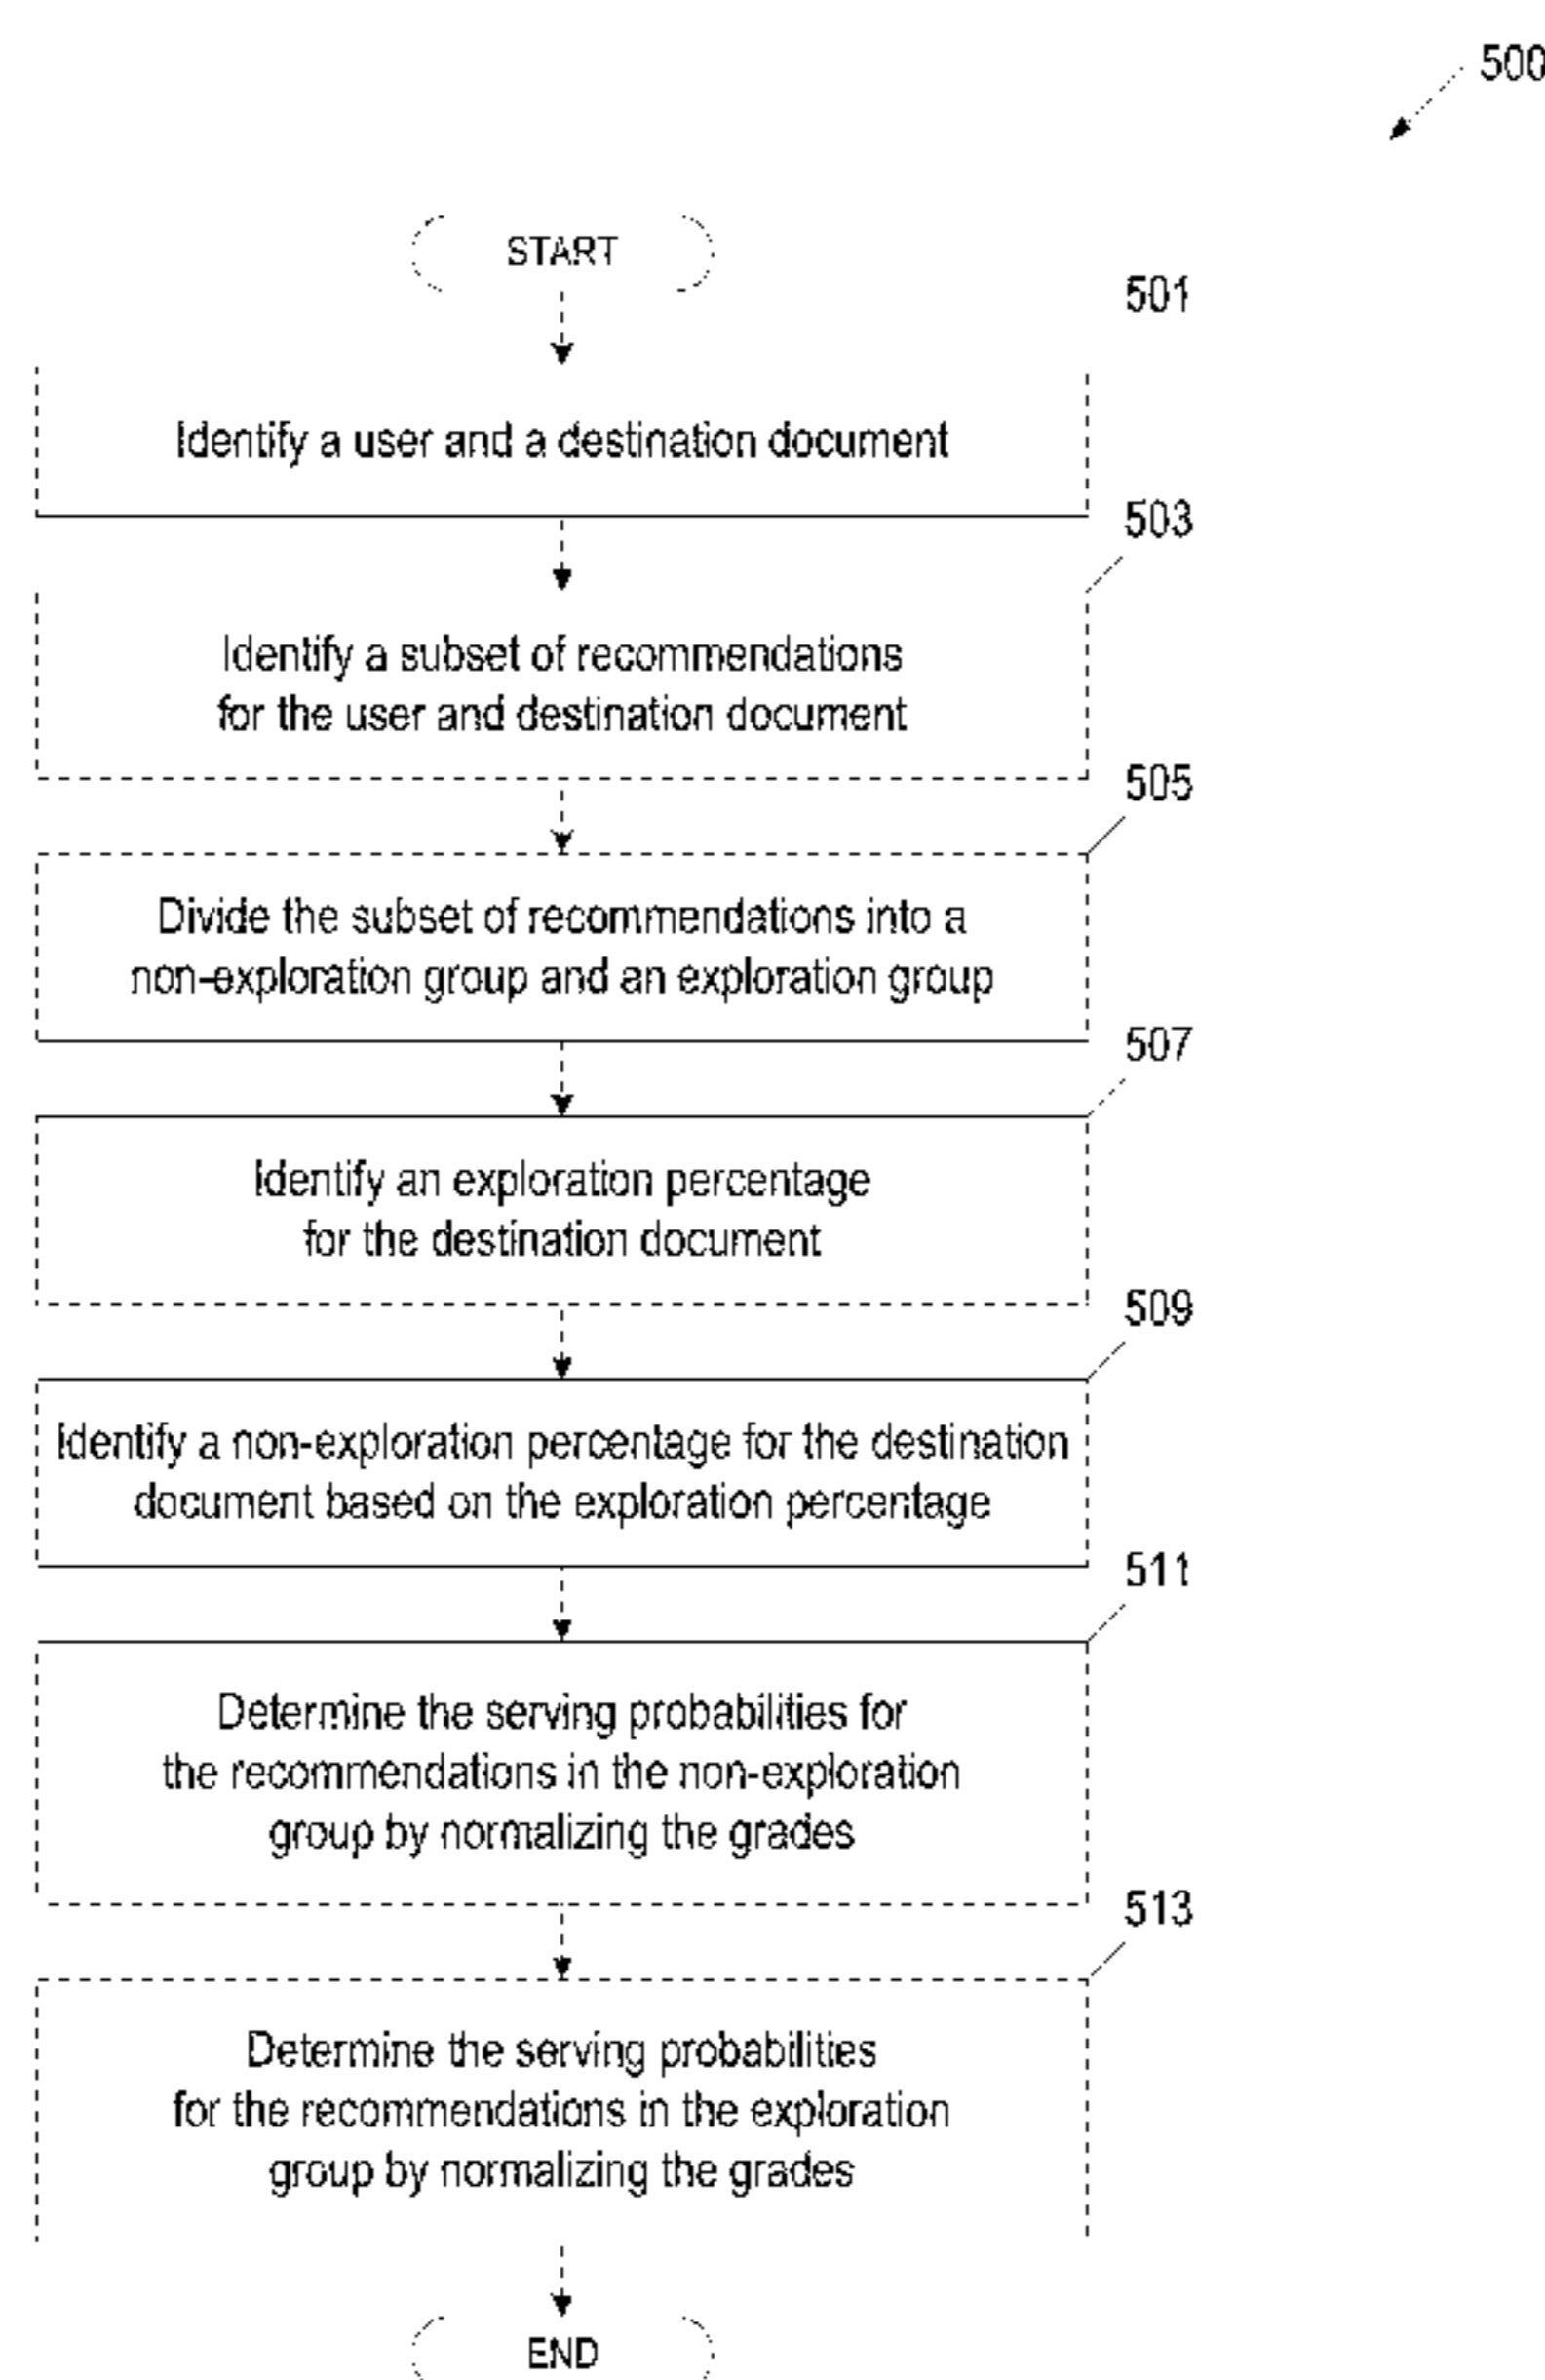 500
START
501
Identify a user and a destination document
503
Identify a subset of recommendations
for the user and destination document
505
Divide the subset of recommendations into a
non-exploration group and an exploration group
507
Identify an exploration percentage
for the destination document
509
Identify a non-exploration percentage for the destination
document based on the exploration percentage
511
Determine the serving probabilities for
the recommendations in the non-exploration
group by normalizing the grades
513
Determine the serving probabilities
for the recommendations in the exploration
group by normalizing the grades
END